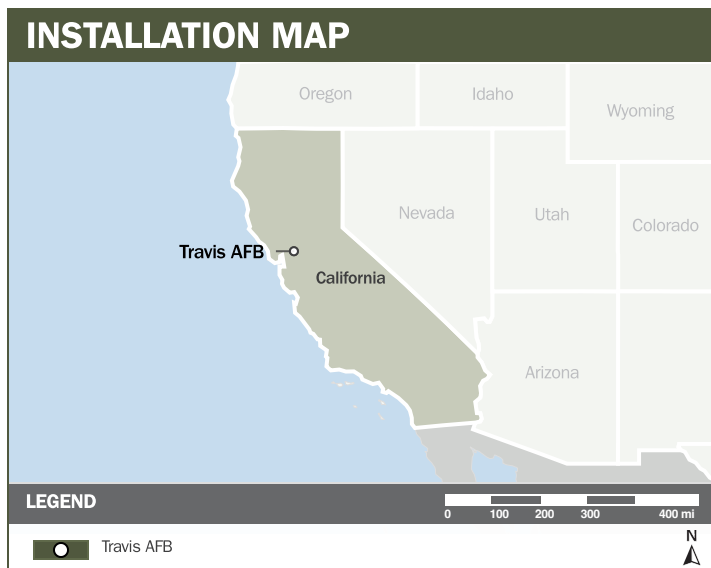 INSTALLATION MAP
Oregon
Idaho
Wyoming
Nevada
Utah
Colorado
Travis AFB
California
Arizona
LEGEND
0 100 200 300 400 mi
Travis AFB
N